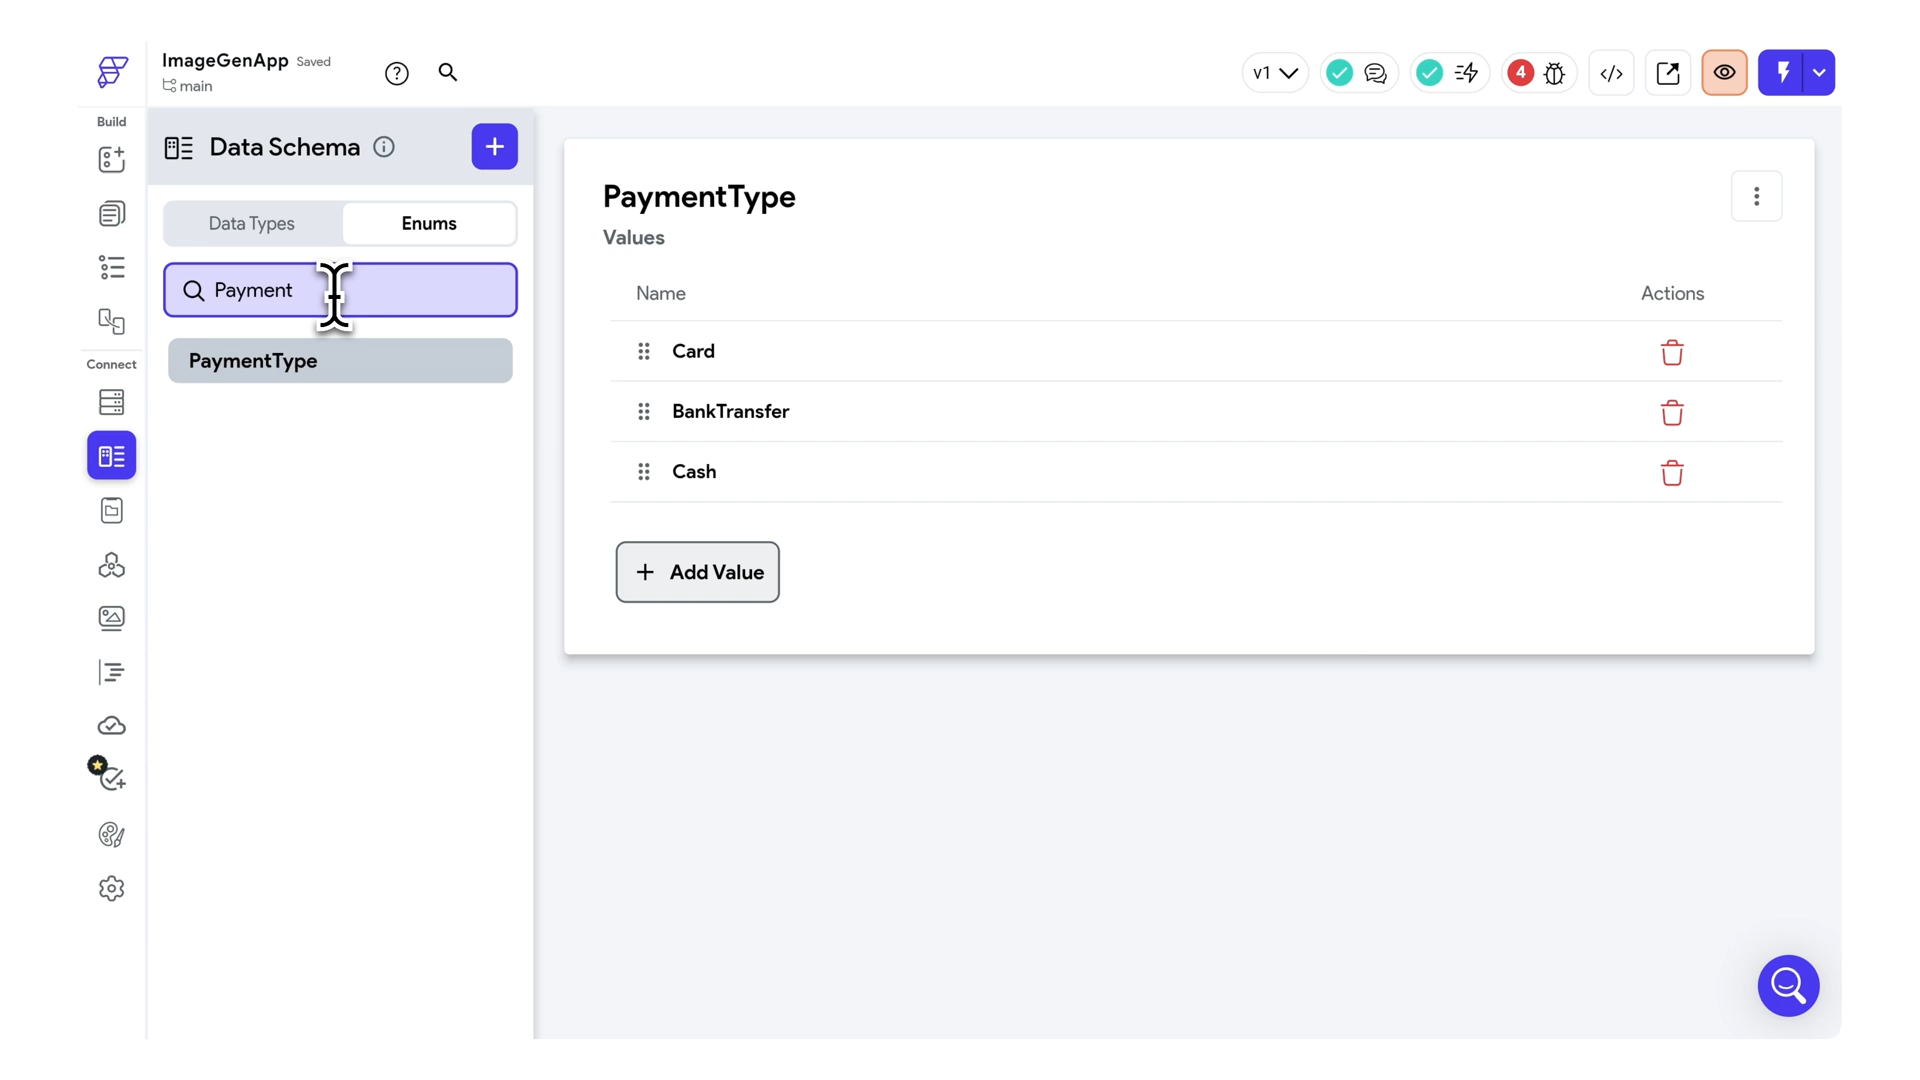 ImageGenApp Saved
main
v1
4
</>
Build
Connect
Data Schema
Data Types
Enums
Payment
PaymentType
PaymentType
Values
Name
Actions
Card
BankTransfer
Cash
+ Add Value